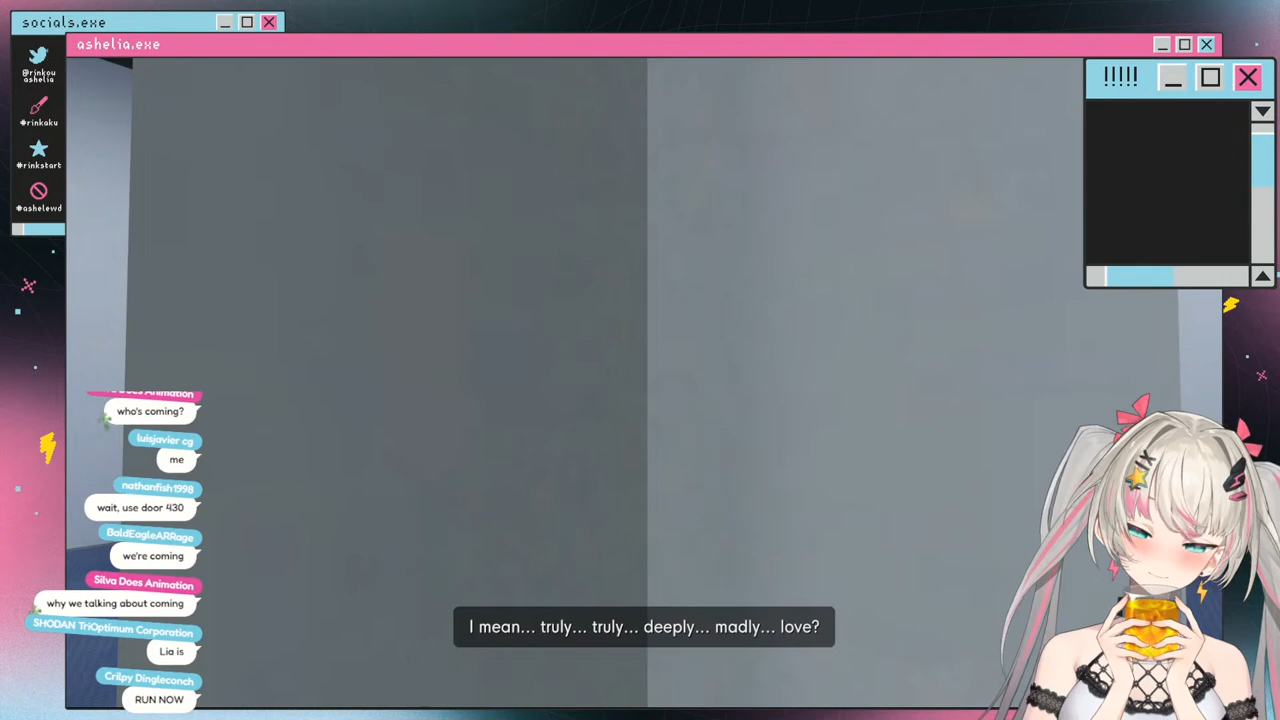 socials.exe
ashelia.exe
@rinkou
ashelia
#rinkaku
#rinkstart
#ashelewd
!!!!!
Does Animation
who's coming?
luisjavier cg
me
nathanfish1998
wait, use door 430
BaldEagleARRage
we're coming
Silva Does Animation
why we talking about coming
SHODAN TriOptimum Corporation
Lia is
Crilpy Dingleconch
RUN NOW
I mean... truly... truly... deeply... madly... love?